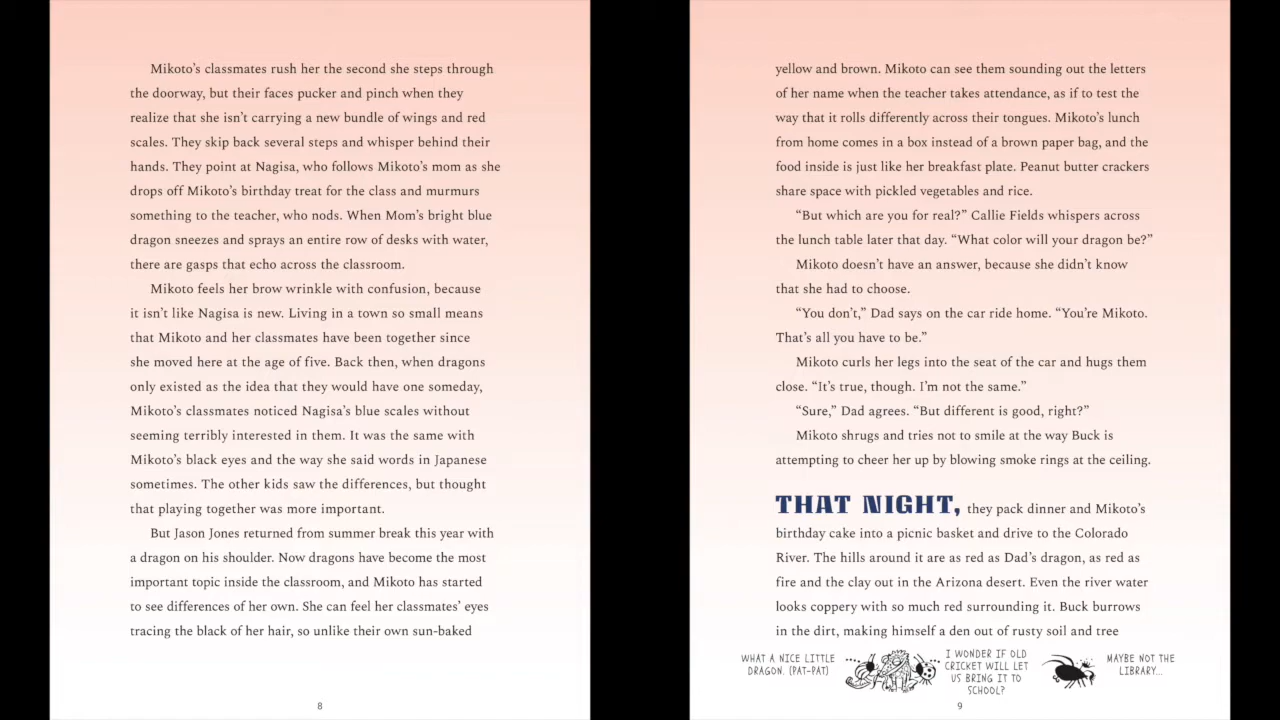 Mikoto’s classmates rush her the second she steps through
the doorway, but their faces pucker and pinch when they
realize that she isn’t carrying a new bundle of wings and red
scales. They skip back several steps and whisper behind their
hands. They point at Nagisa, who follows Mikoto’s mom as she
drops off Mikoto’s birthday treat for the class and murmurs
something to the teacher, who nods. When Mom’s bright blue
dragon sneezes and sprays an entire row of desks with water,
there are gasps that echo across the classroom.
Mikoto feels her brow wrinkle with confusion, because
it isn’t like Nagisa is new. Living in a town so small means
that Mikoto and her classmates have been together since
she moved here at the age of five. Back then, when dragons
only existed as the idea that they would have one someday,
Mikoto’s classmates noticed Nagisa’s blue scales without
seeming terribly interested in them. It was the same with
Mikoto’s black eyes and the way she said words in Japanese
sometimes. The other kids saw the differences, but thought
that playing together was more important.
But Jason Jones returned from summer break this year with
a dragon on his shoulder. Now dragons have become the most
important topic inside the classroom, and Mikoto has started
to see differences of her own. She can feel her classmates’ eyes
tracing the black of her hair, so unlike their own sun-baked
8
yellow and brown. Mikoto can see them sounding out the letters
of her name when the teacher takes attendance, as if to test the
way that it rolls differently across their tongues. Mikoto’s lunch
from home comes in a box instead of a brown paper bag, and the
food inside is just like her breakfast plate. Peanut butter crackers
share space with pickled vegetables and rice.
“But which are you for real?” Callie Fields whispers across
the lunch table later that day. “What color will your dragon be?”
Mikoto doesn’t have an answer, because she didn’t know
that she had to choose.
“You don’t,” Dad says on the car ride home. “You’re Mikoto.
That’s all you have to be.”
Mikoto curls her legs into the seat of the car and hugs them
close. “It’s true, though. I’m not the same.”
“Sure,” Dad agrees. “But different is good, right?”
Mikoto shrugs and tries not to smile at the way Buck is
attempting to cheer her up by blowing smoke rings at the ceiling.
THAT NIGHT, they pack dinner and Mikoto’s
birthday cake into a picnic basket and drive to the Colorado
River. The hills around it are as red as Dad’s dragon, as red as
fire and the clay out in the Arizona desert. Even the river water
looks coppery with so much red surrounding it. Buck burrows
in the dirt, making himself a den out of rusty soil and tree
WHAT A NICE LITTLE
DRAGON. (PAT-PAT)
I WONDER IF OLD
CRICKET WILL LET
US BRING IT TO
SCHOOL?
MAYBE NOT THE
LIBRARY...
9